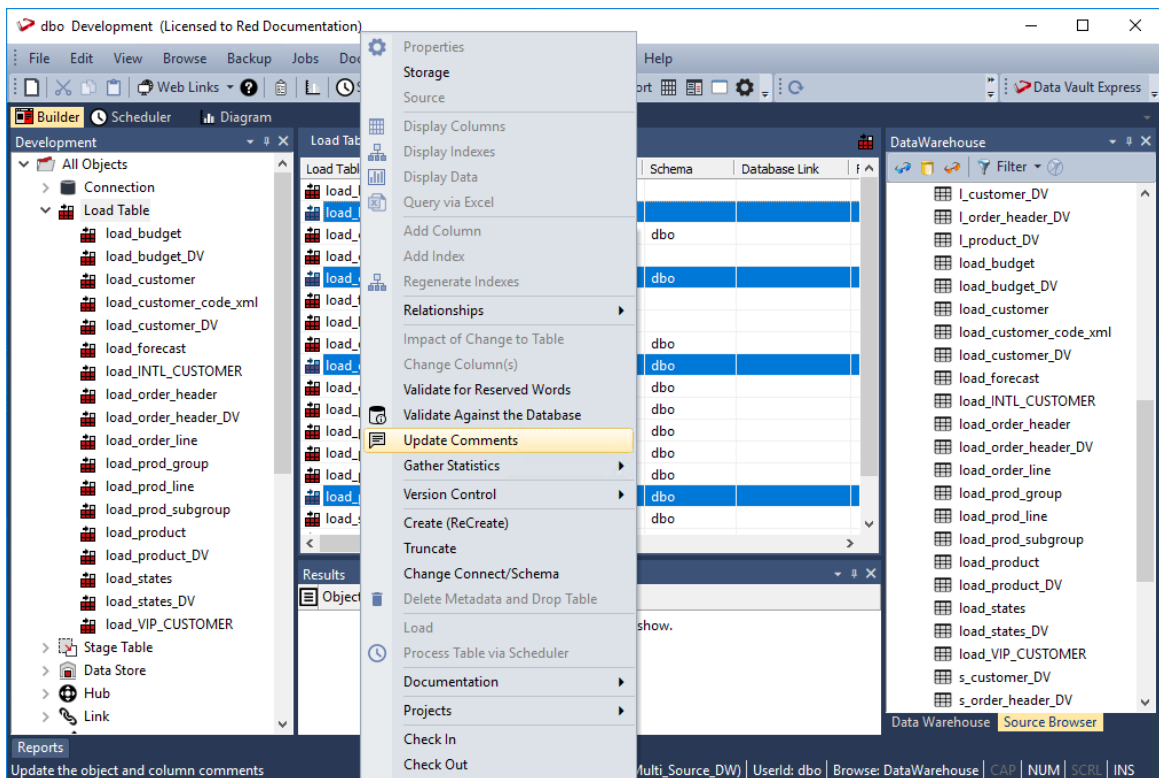 dbo Development (Licensed to Red Documentation)
File Edit View Browse Backup Jobs Help
Web Links
Data Vault Express
Builder Scheduler Diagram
Development
All Objects
Connection
Load Table
load_budget
load_budget_DV
load_customer
load_customer_code_xml
load_customer_DV
load_forecast
load_INTL_CUSTOMER
load_order_header
load_order_header_DV
load_order_line
load_prod_group
load_prod_line
load_prod_subgroup
load_product
load_product_DV
load_states
load_states_DV
load_VIP_CUSTOMER
Stage Table
Data Store
Hub
Link
Schema Database Link
dbo
dbo
dbo
dbo
dbo
dbo
dbo
dbo
dbo
dbo
Results
show.
Properties
Storage
Source
Display Columns
Display Indexes
Display Data
Query via Excel
Add Column
Add Index
Regenerate Indexes
Relationships
Impact of Change to Table
Change Column(s)
Validate for Reserved Words
Validate Against the Database
Update Comments
Gather Statistics
Version Control
Create (ReCreate)
Truncate
Change Connect/Schema
Delete Metadata and Drop Table
Load
Process Table via Scheduler
Documentation
Projects
Check In
Check Out
DataWarehouse
Filter
l_customer_DV
l_order_header_DV
l_product_DV
load_budget
load_budget_DV
load_customer
load_customer_code_xml
load_customer_DV
load_forecast
load_INTL_CUSTOMER
load_order_header
load_order_header_DV
load_order_line
load_prod_group
load_prod_line
load_prod_subgroup
load_product
load_product_DV
load_states
load_states_DV
load_VIP_CUSTOMER
s_customer_DV
s_order_header_DV
Data Warehouse Source Browser
Reports
Update the object and column comments Multi_Source_DW) UserId: dbo Browse: DataWarehouse CAP NUM SCRL INS